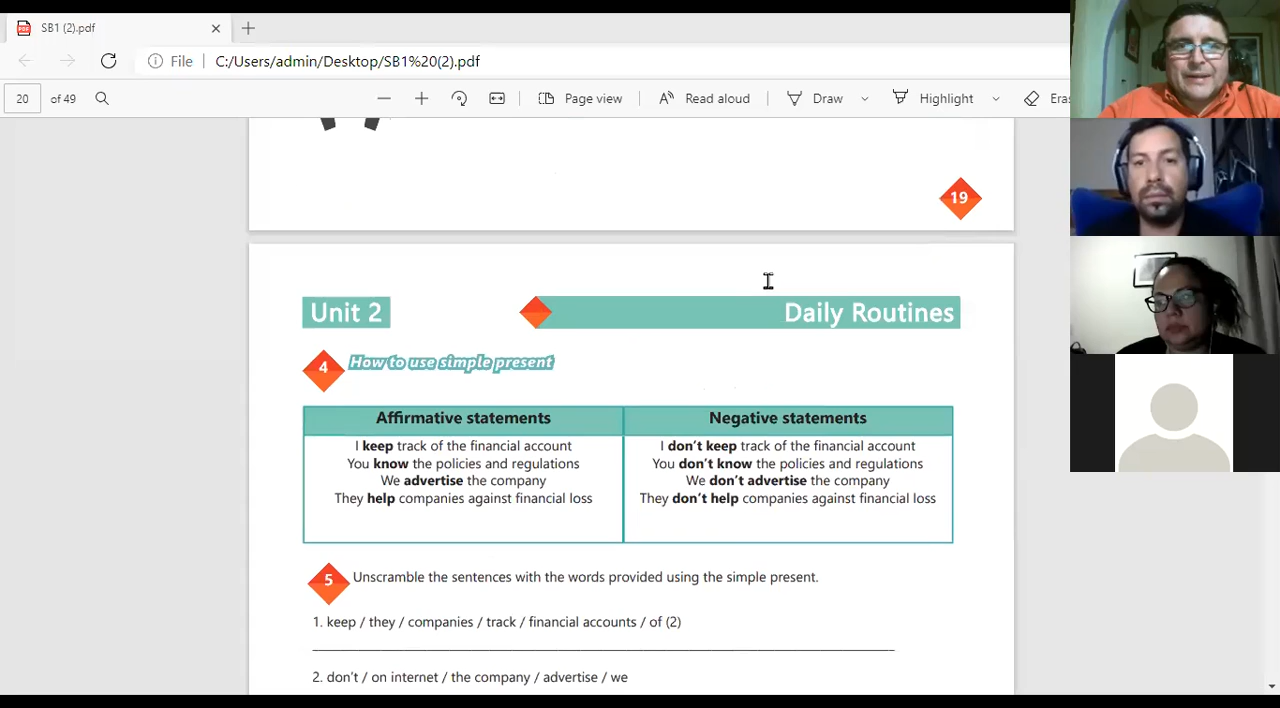 SB1 (2).pdf
File
C:/Users/admin/Desktop/SB1%20(2).pdf
20 of 49
Page view
Read aloud
Draw
Highlight
Eras
19
Unit 2
Daily Routines
4 How to use simple present
Affirmative statements
I keep track of the financial account
You know the policies and regulations
We advertise the company
They help companies against financial loss
Negative statements
I don't keep track of the financial account
You don't know the policies and regulations
We don't advertise the company
They don't help companies against financial loss
5 Unscramble the sentences with the words provided using the simple present.
1. keep / they / companies / track / financial accounts / of (2)
2. don't / on internet / the company / advertise / we